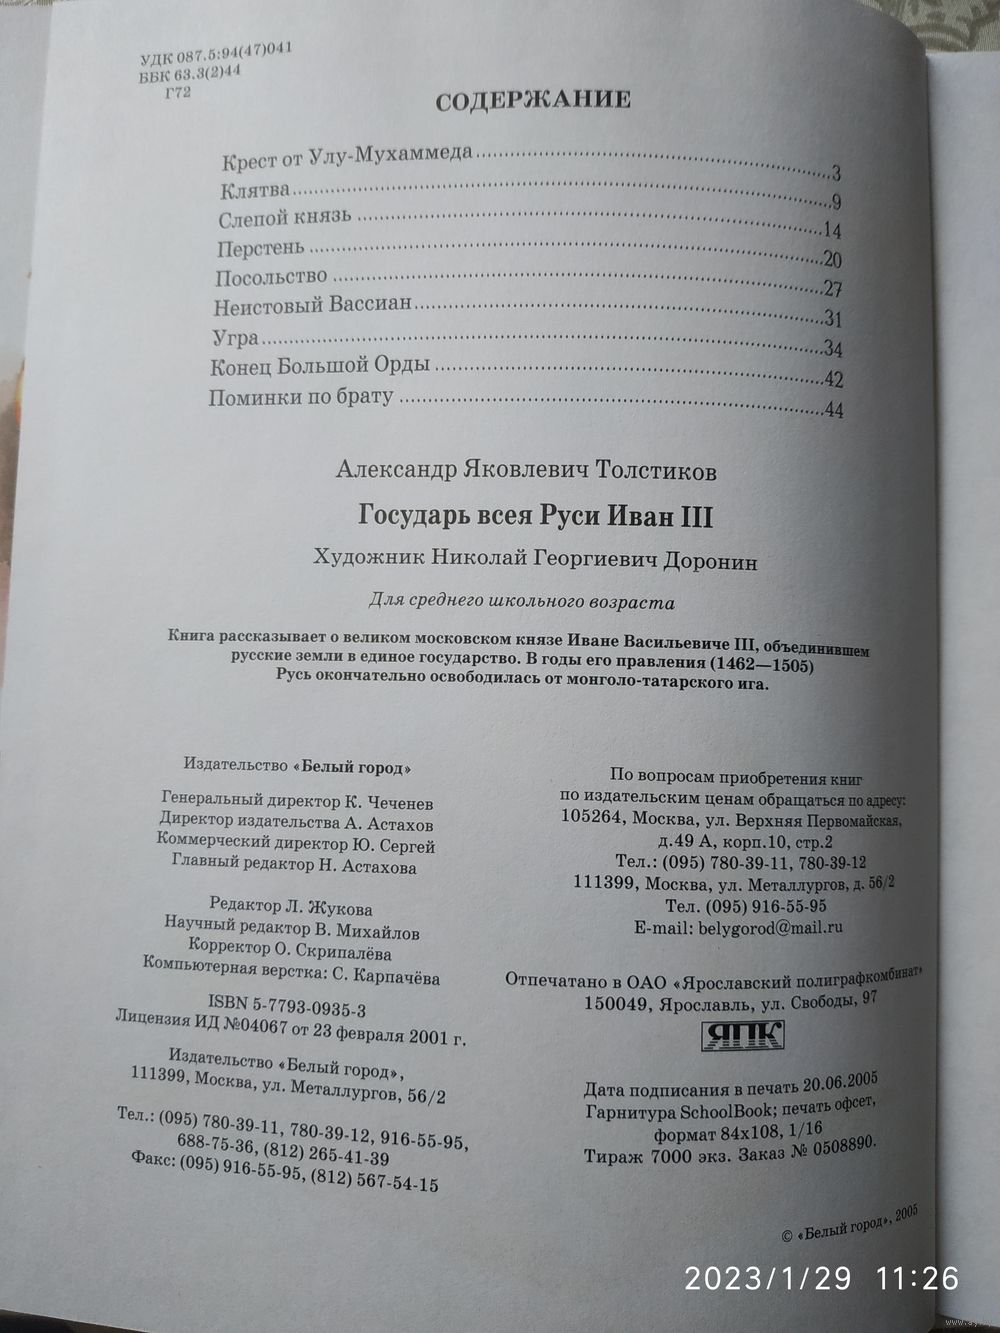 УДК 087.5:94(47)041
ББК 63.3(2)44
Г72
СОДЕРЖАНИЕ
Крест от Улу-Мухаммеда..........3
Клятва..........9
Слепой князь..........14
Перстень..........20
Посольство..........27
Неистовый Вассиан..........31
Угра..........34
Конец Большой Орды..........42
Поминки по брату..........44
Александр Яковлевич Толстиков
Государь всея Руси Иван III
Художник Николай Георгиевич Доронин
Для среднего школьного возраста
Книга рассказывает о великом московском князе Иване Васильевиче III, объединившем
русские земли в единое государство. В годы его правления (1462—1505)
Русь окончательно освободилась от монголо-татарского ига.
Издательство «Белый город»
Генеральный директор К. Чеченев
Директор издательства А. Астахов
Коммерческий директор Ю. Сергей
Главный редактор Н. Астахова
Редактор Л. Жукова
Научный редактор В. Михайлов
Корректор О. Скрипалёва
Компьютерная верстка: С. Карпачёва
ISBN 5-7793-0935-3
Лицензия ИД №04067 от 23 февраля 2001 г.
Издательство «Белый город»,
111399, Москва, ул. Металлургов, 56/2
Тел.: (095) 780-39-11, 780-39-12, 916-55-95,
688-75-36, (812) 265-41-39
Факс: (095) 916-55-95, (812) 567-54-15
По вопросам приобретения книг
по издательским ценам обращаться по адресу:
105264, Москва, ул. Верхняя Первомайская,
д.49 А, корп.10, стр.2
Тел.: (095) 780-39-11, 780-39-12
111399, Москва, ул. Металлургов, д. 56/2
Тел. (095) 916-55-95
E-mail: belygorod@mail.ru
Отпечатано в ОАО «Ярославский полиграфкомбинат»
150049, Ярославль, ул. Свободы, 97
ЯПК
Дата подписания в печать 20.06.2005
Гарнитура SchoolBook; печать офсет,
формат 84х108, 1/16
Тираж 7000 экз. Заказ № 0508890.
© «Белый город», 2005
2023/1/29 11:26